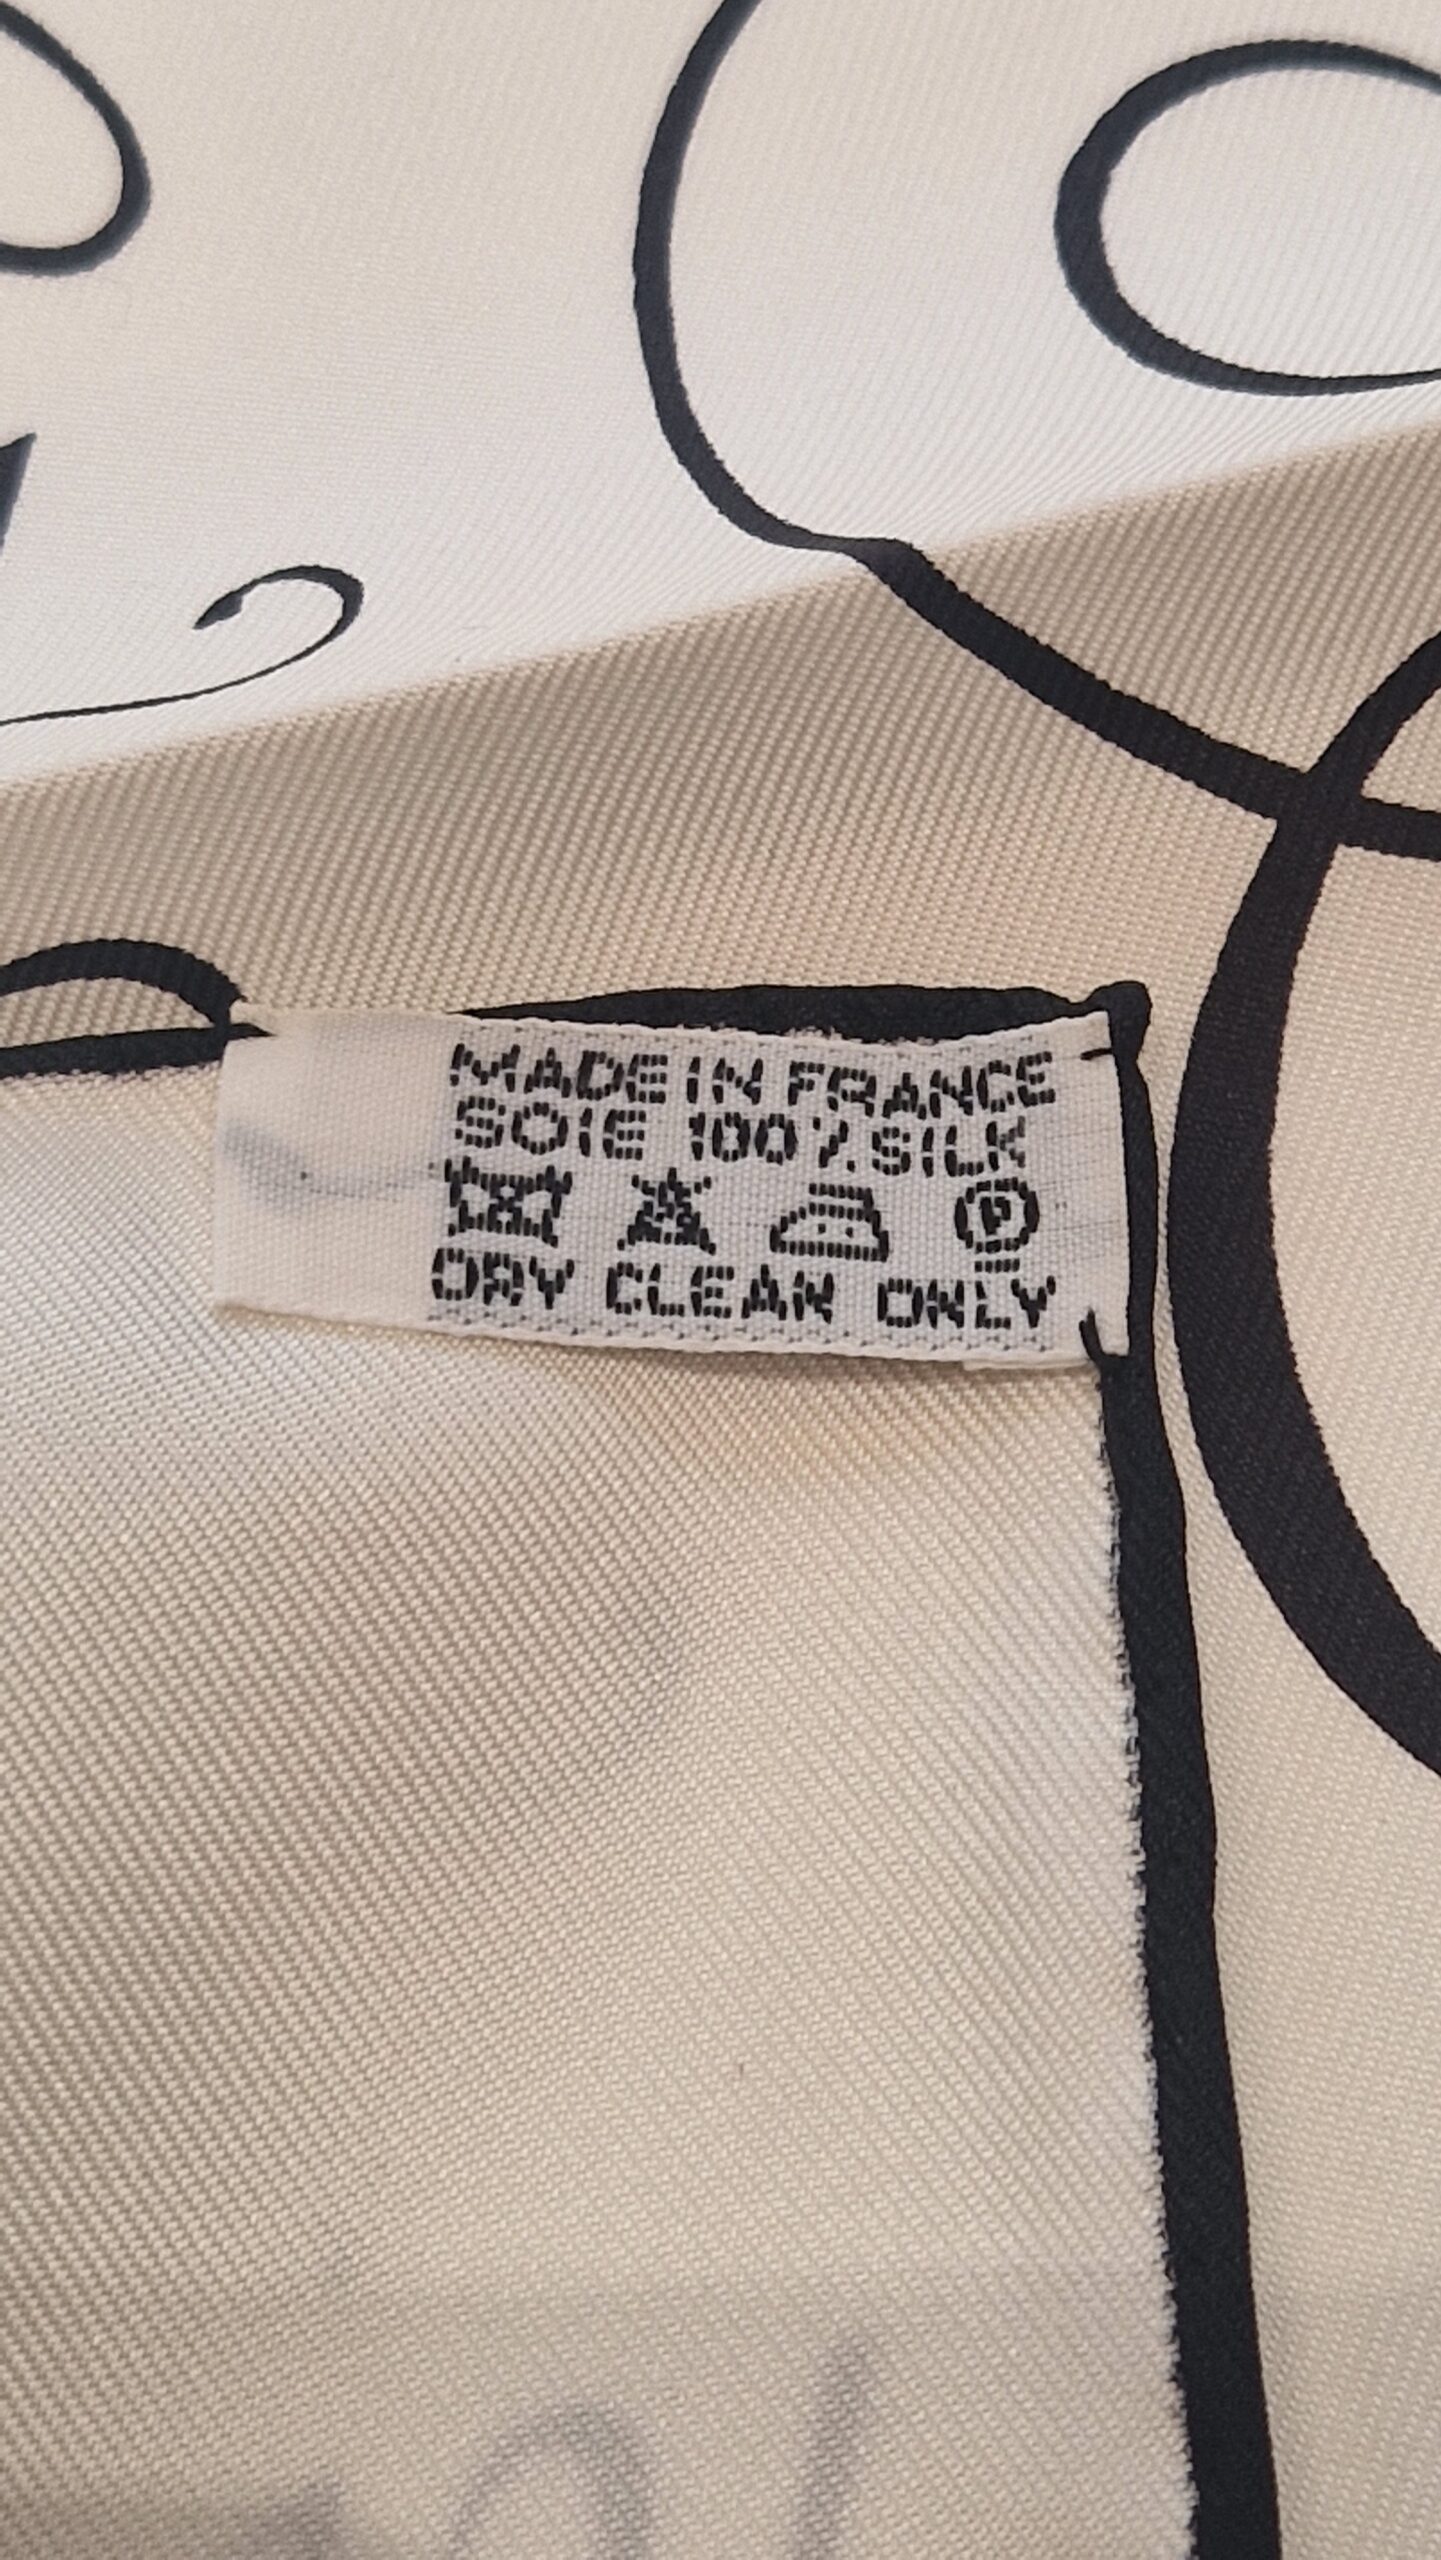 MADE IN FRANCE
SOIE 100% SILK
P
DRY CLEAN ONLY